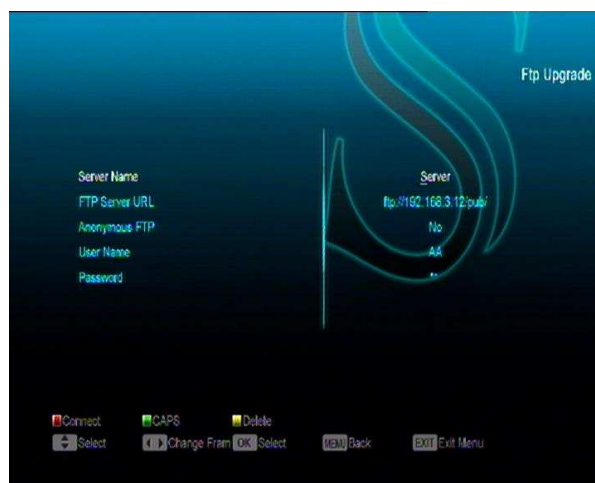 Ftp Upgrade
Server Name Server
FTP Server URL ftp://192.168.3.12/pub/
Anonymous FTP No
User Name AA
Password **
Connect CAPS Delete
Select Change Fram OK Select MENU Back EXIT Exit Menu